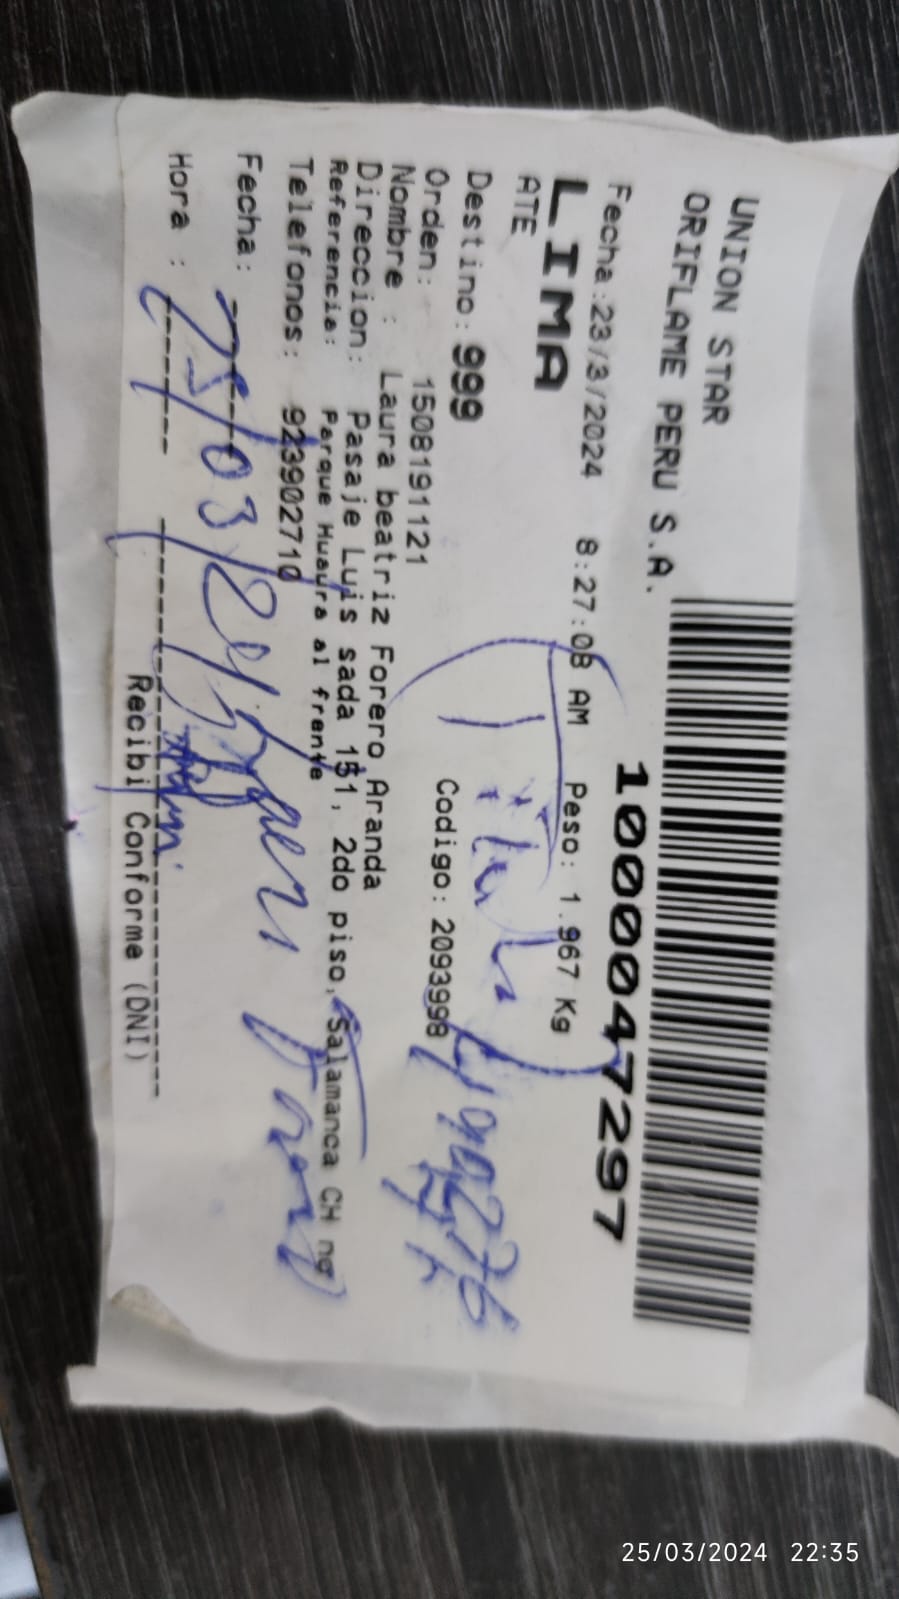 UNION STAR
ORIFLAME PERU S.A.
1000047297
Fecha:23/3/2024 8:27:08 AM Peso: 1.967 Kg
LIMA
ATE
Destino: 999
Orden: 1508191121 Codigo: 2093998
Nombre : Laura beatriz Forero Aranda
Direccion: Pasaje Luis sada 151, 2do piso, Salamanca CH ng
Referencia: Parque Huaura al frente
Telefonos: 923902710
Fecha: 25/03/24
Hora :
Recibi Conforme (DNI)
25/03/2024 22:35